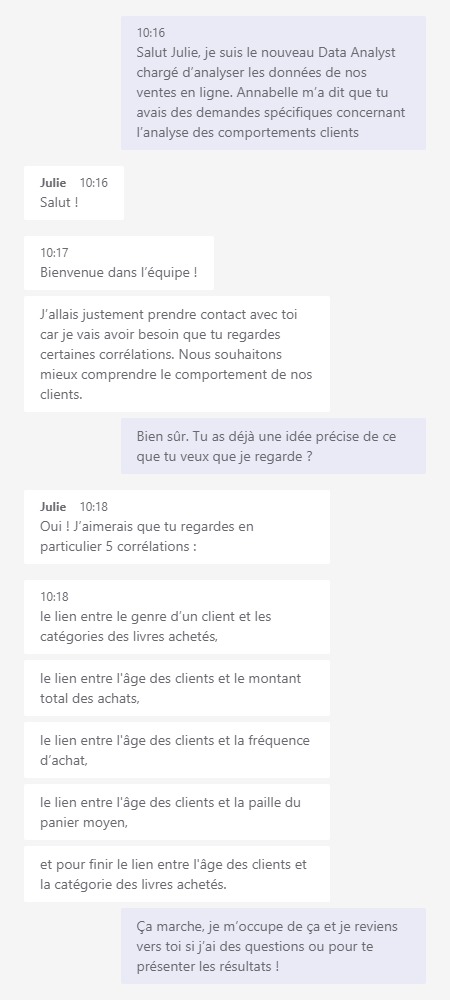 10:16
Salut Julie, je suis le nouveau Data Analyst
chargé d’analyser les données de nos
ventes en ligne. Annabelle m’a dit que tu
avais des demandes spécifiques concernant
l’analyse des comportements clients
Julie 10:16
Salut !
10:17
Bienvenue dans l’équipe !
J’allais justement prendre contact avec toi
car je vais avoir besoin que tu regardes
certaines corrélations. Nous souhaitons
mieux comprendre le comportement de nos
clients.
Bien sûr. Tu as déjà une idée précise de ce
que tu veux que je regarde ?
Julie 10:18
Oui ! J’aimerais que tu regardes en
particulier 5 corrélations :
10:18
le lien entre le genre d’un client et les
catégories des livres achetés,
le lien entre l'âge des clients et le montant
total des achats,
le lien entre l'âge des clients et la fréquence
d’achat,
le lien entre l'âge des clients et la paille du
panier moyen,
et pour finir le lien entre l'âge des clients et
la catégorie des livres achetés.
Ça marche, je m’occupe de ça et je reviens
vers toi si j’ai des questions ou pour te
présenter les résultats !